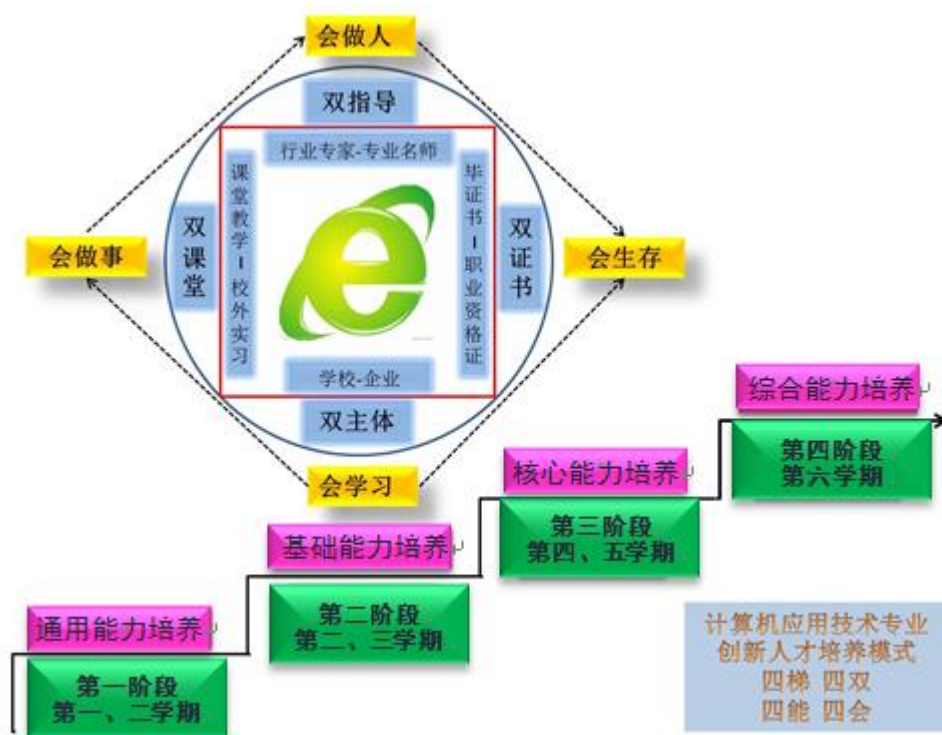 会做人
双指导
行业专家-专业名师
课堂教学-校外实习
毕证书-职业资格证
双课堂
双证书
会做事
会生存
学校-企业
双主体
会学习
综合能力培养
第四阶段
第六学期
核心能力培养
第三阶段
第四、五学期
基础能力培养
第二阶段
第二、三学期
通用能力培养
第一阶段
第一、二学期
计算机应用技术专业
创新人才培养模式
四梯 四双
四能 四会